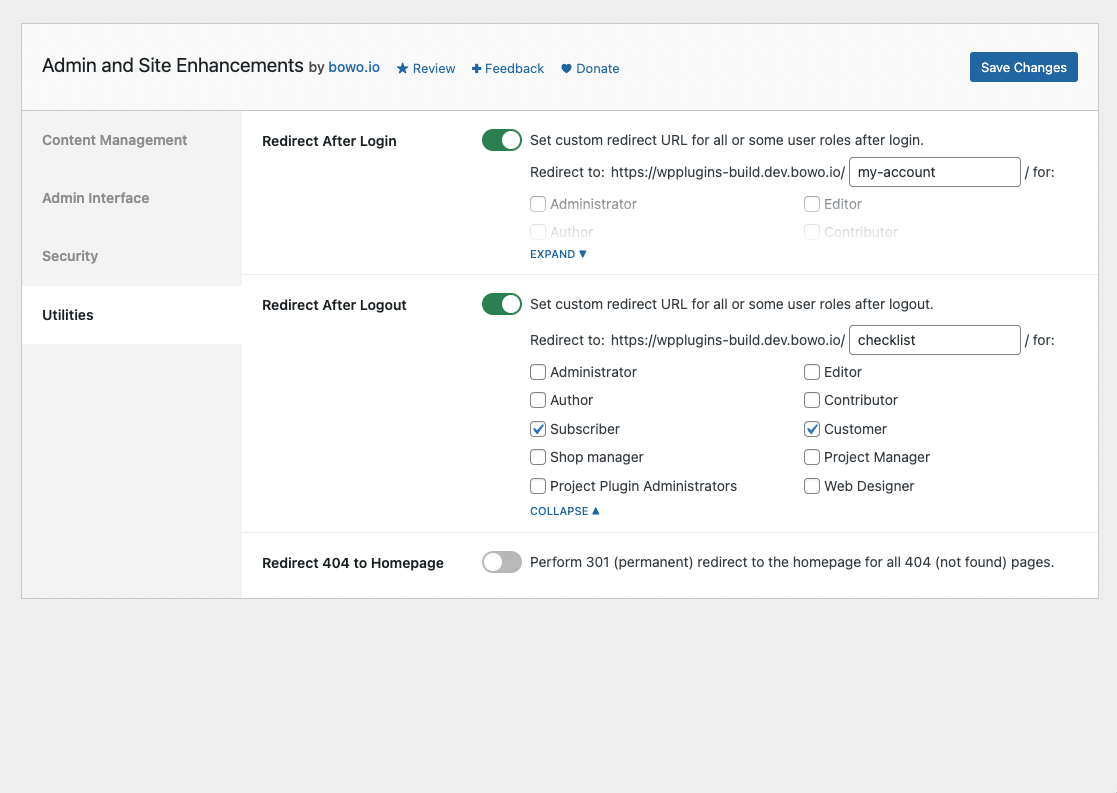 Admin and Site Enhancements by bowo.io Review Feedback Donate Save Changes
Content Management
Admin Interface
Security
Utilities
Redirect After Login
Set custom redirect URL for all or some user roles after login.
Redirect to: https://wpplugins-build.dev.bowo.io/ my-account / for:
Administrator Editor
Author Contributor
EXPAND ▼
Redirect After Logout
Set custom redirect URL for all or some user roles after logout.
Redirect to: https://wpplugins-build.dev.bowo.io/ checklist / for:
Administrator Editor
Author Contributor
Subscriber Customer
Shop manager Project Manager
Project Plugin Administrators Web Designer
COLLAPSE ▲
Redirect 404 to Homepage
Perform 301 (permanent) redirect to the homepage for all 404 (not found) pages.